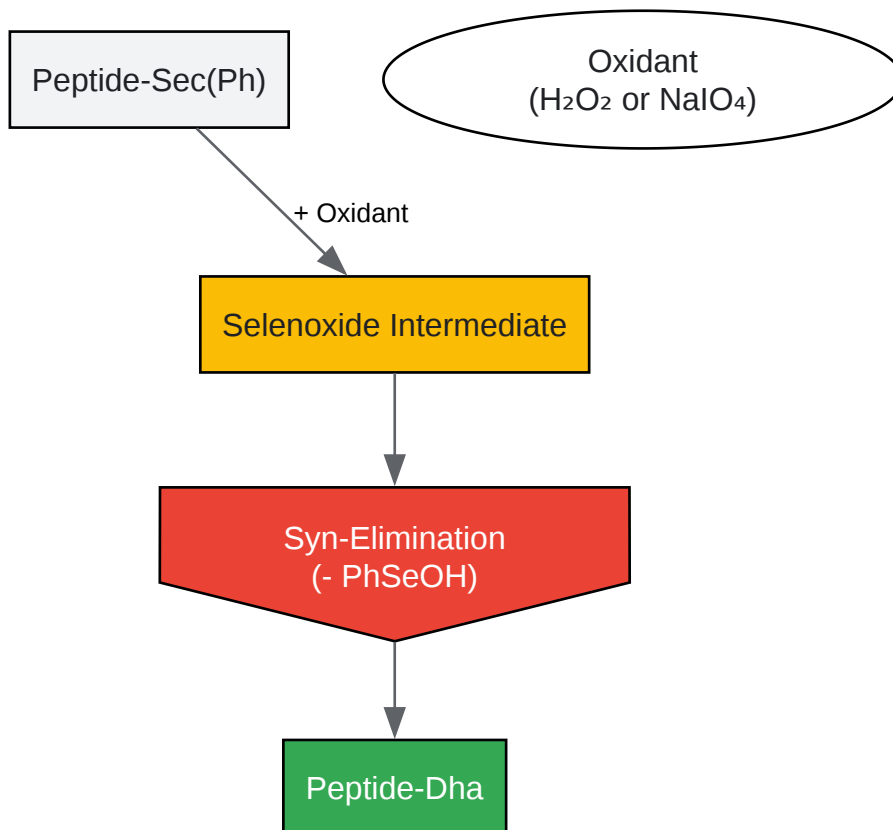 Peptide-Sec(Ph)
Oxidant
(H₂O₂ or NaIO₄)
+ Oxidant
Selenoxide Intermediate
Syn-Elimination
(- PhSeOH)
Peptide-Dha